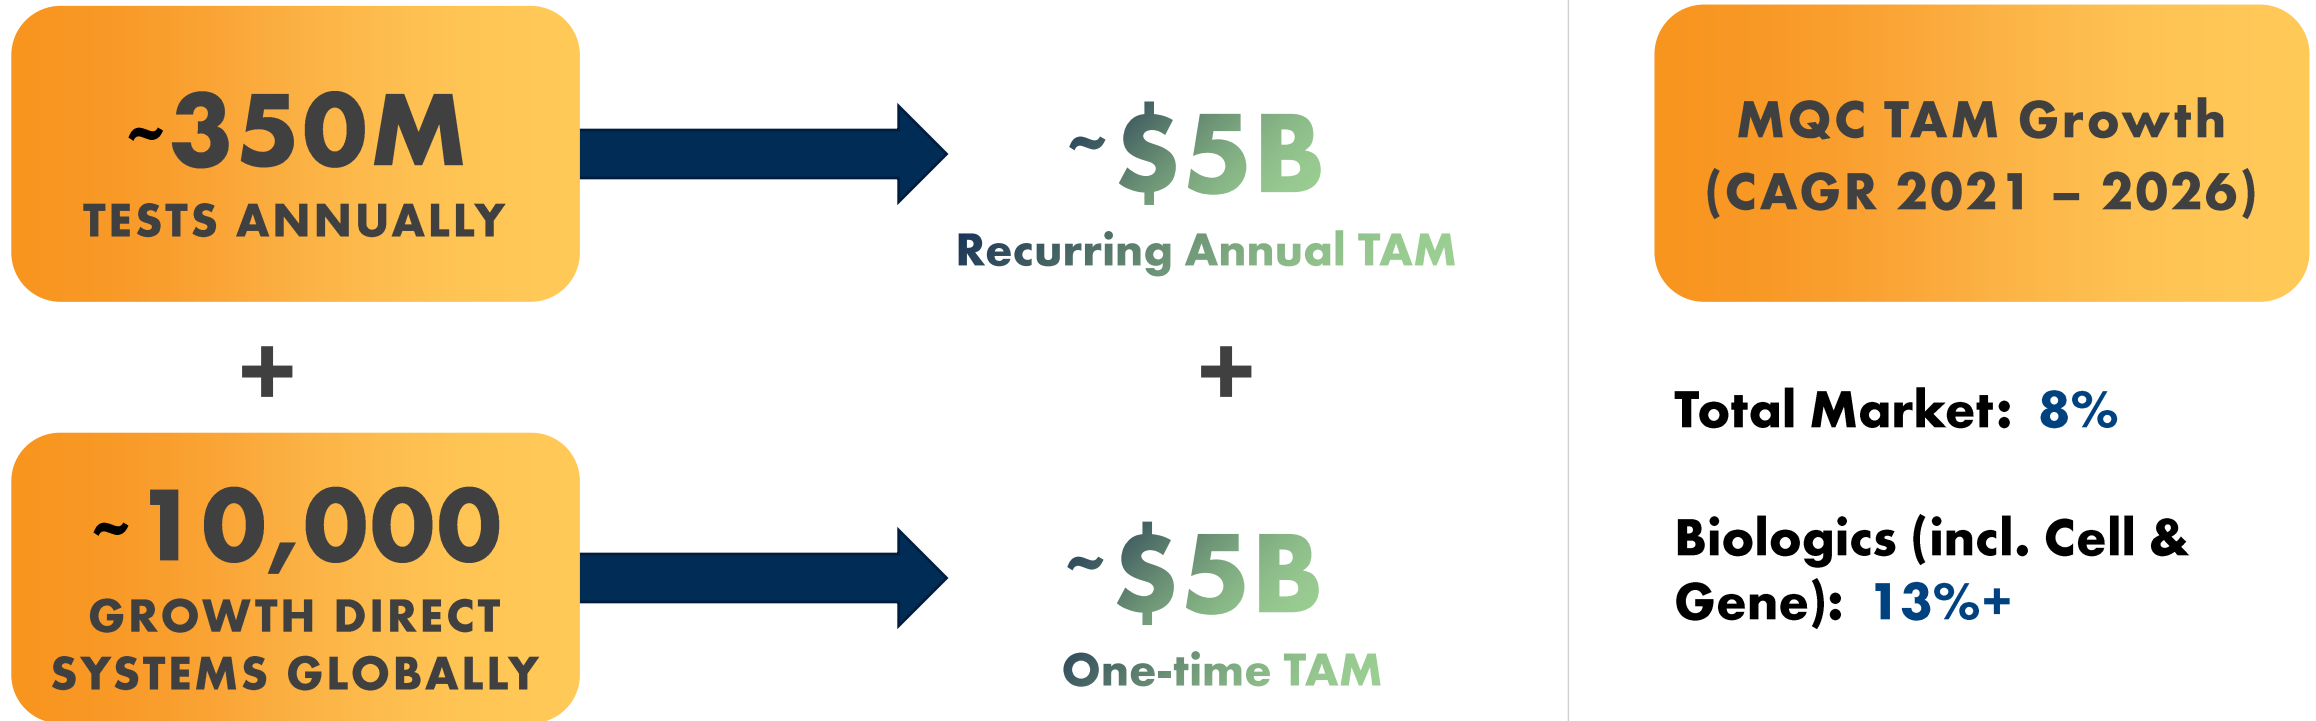 ~350M
TESTS ANNUALLY
~$5B
Recurring Annual TAM
+
+
~10,000
GROWTH DIRECT
SYSTEMS GLOBALLY
~$5B
One-time TAM
MQC TAM Growth
(CAGR 2021 – 2026)
Total Market: 8%
Biologics (incl. Cell &
Gene): 13%+